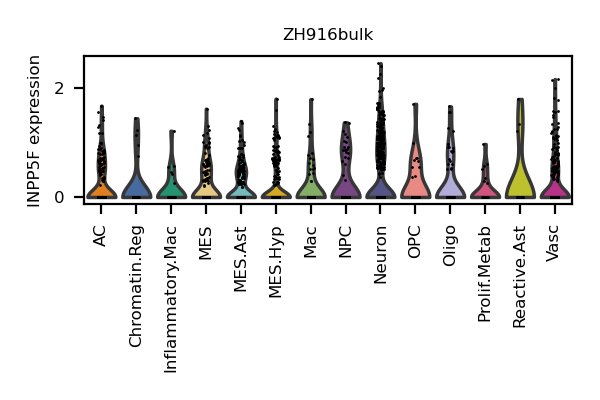 ZH916bulk
INPP5F expression
2
0
AC
Chromatin.Reg
Inflammatory.Mac
MES
MES.Ast
MES.Hyp
Mac
NPC
Neuron
OPC
Oligo
Prolif.Metab
Reactive.Ast
Vasc